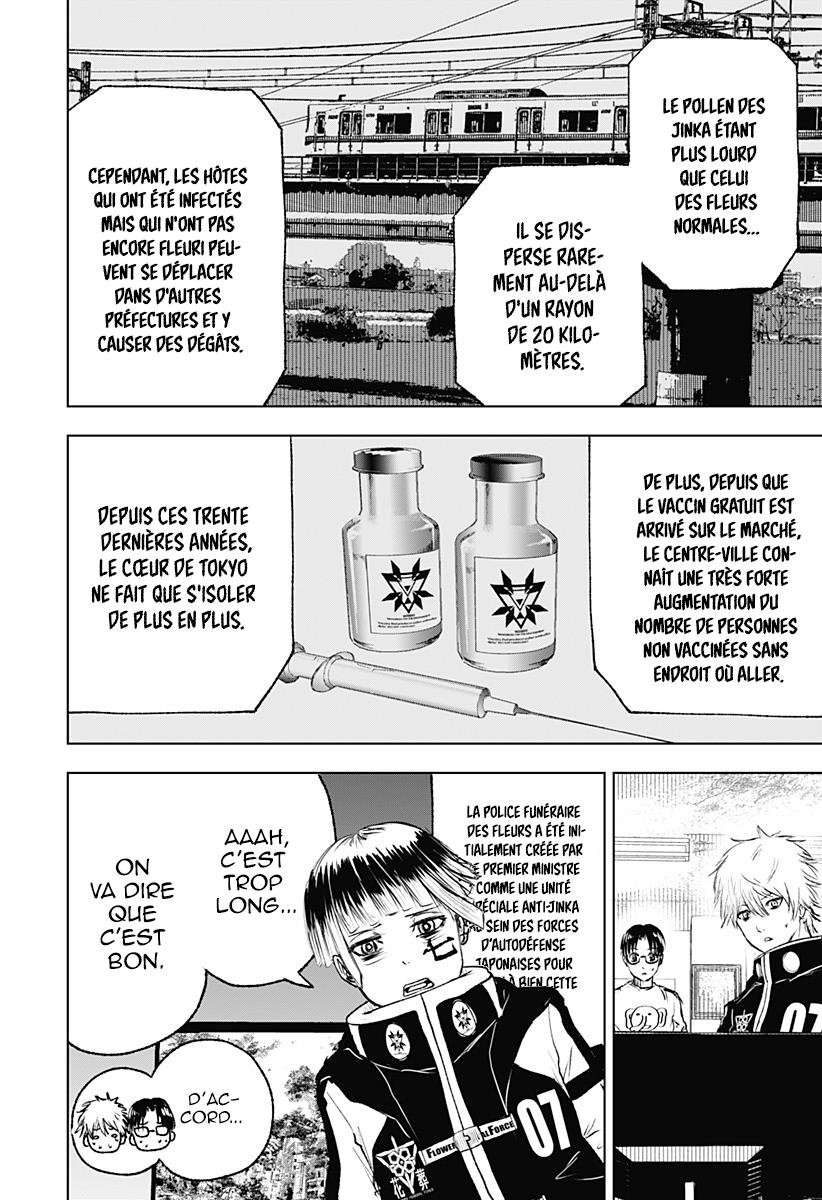 LE POLLEN DES
JINKA ÉTANT
PLUS LOURD
QUE CELUI
DES FLEURS
NORMALES...
IL SE DIS-
PERSE RARE-
MENT AU-DELÀ
D'UN RAYON
DE 20 KILO-
MÈTRES.
CEPENDANT, LES HÔTES
QUI ONT ÉTÉ INFECTÉS
MAIS QUI N'ONT PAS
ENCORE FLEURI PEU-
VENT SE DÉPLACER
DANS D'AUTRES
PRÉFECTURES ET Y
CAUSER DES DÉGÂTS.
DE PLUS, DEPUIS QUE
LE VACCIN GRATUIT EST
ARRIVÉ SUR LE MARCHÉ,
LE CENTRE-VILLE CON-
NAÎT UNE TRÈS FORTE
AUGMENTATION DU
NOMBRE DE PERSONNES
NON VACCINÉES SANS
ENDROIT OÙ ALLER.
DEPUIS CES TRENTE
DERNIÈRES ANNÉES,
LE CŒUR DE TOKYO
NE FAIT QUE S'ISOLER
DE PLUS EN PLUS.
07
LA POLICE FUNÉRAIRE
DES FLEURS A ÉTÉ INI-
TIALEMENT CRÉÉE PAR
PREMIER MINISTRE
COMME UNE UNITÉ
ANTI-JINKA
SEIN DES FORCES
D'AUTODÉFENSE
JAPONAISES POUR
À BIEN CETTE
AAAH,
C'EST
TROP
LONG...
ON
VA DIRE
QUE
C'EST
BON.
D'AC-
CORD...
FLOWER
FORCE
07
花葬